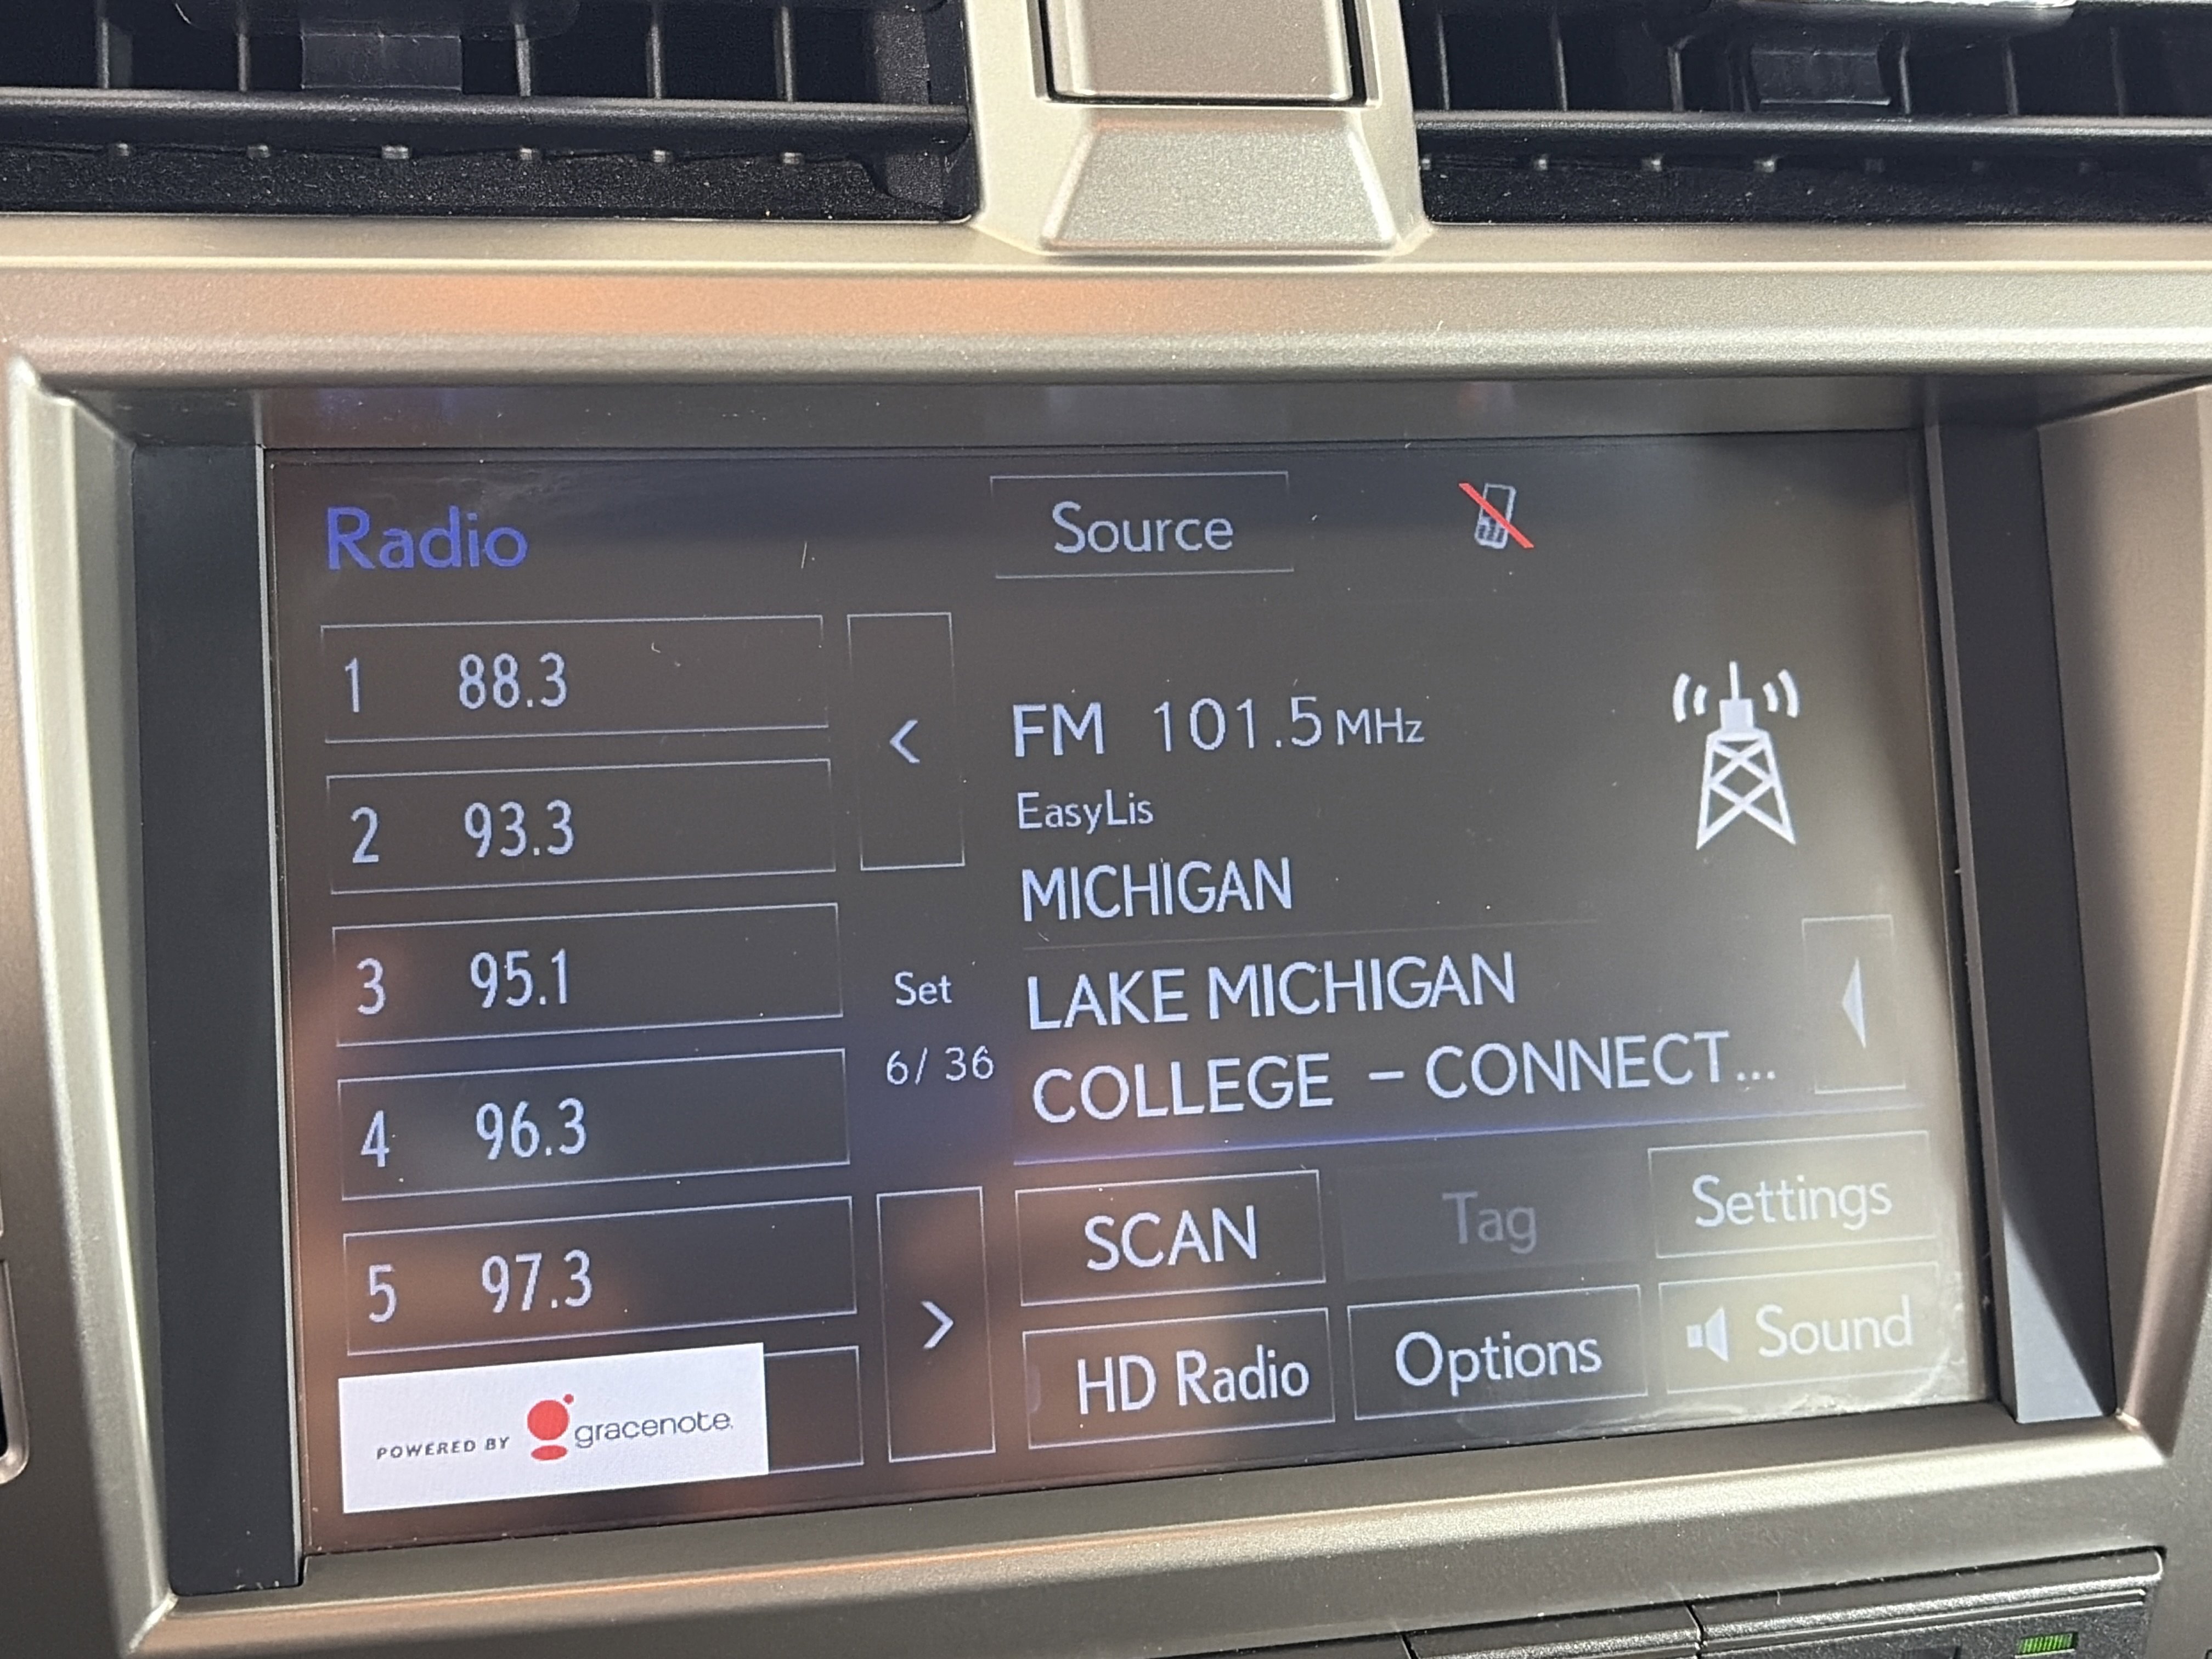 Radio
Source
1 88.3
2 93.3
3 95.1
4 96.3
5 97.3
POWERED BY gracenote.
<
Set
6/36
>
FM 101.5MHz
EasyLis
MICHIGAN
LAKE MICHIGAN
COLLEGE – CONNECT...
SCAN
Tag
Settings
HD Radio
Options
Sound